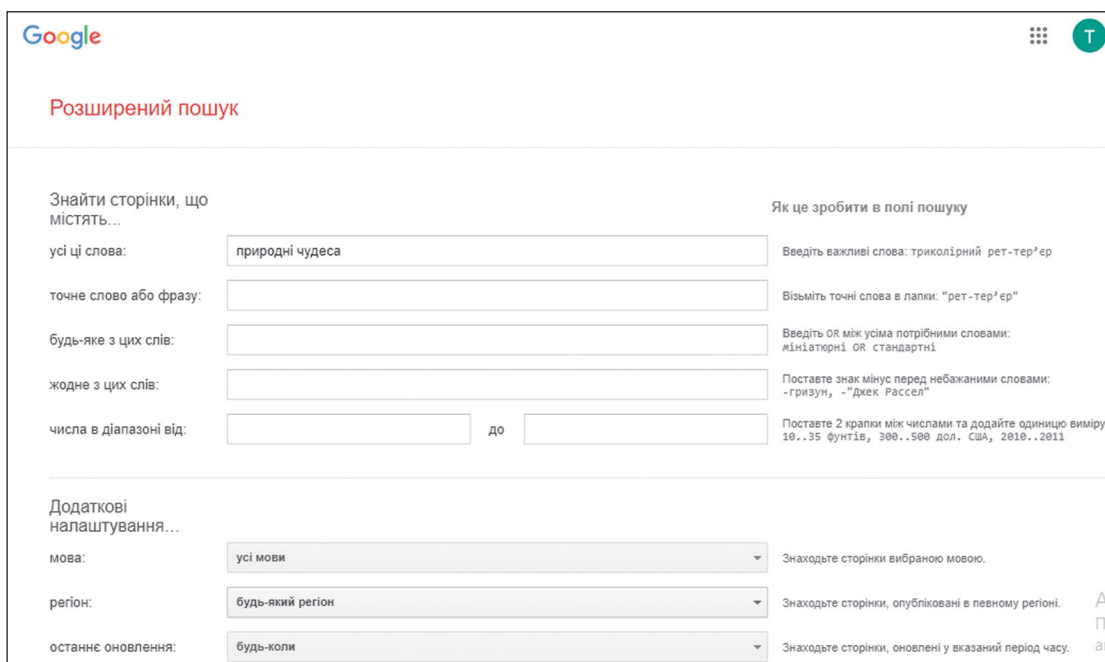 Google
T
Розширений пошук
Знайти сторінки, що
містять...
Як це зробити в полі пошуку
усі ці слова:
природні чудеса
Введіть важливі слова: триколірний рет-тер’єр
точне слово або фразу:
Візьміть точні слова в лапки: "рет-тер’єр"
будь-яке з цих слів:
Введіть OR між усіма потрібними словами:
мініатюрні OR стандартні
жодне з цих слів:
Поставте знак мінус перед небажаними словами:
-гризун, -"Джек Рассел"
числа в діапазоні від:
до
Поставте 2 крапки між числами та додайте одиницю виміру
10..35 фунтів, 300..500 дол. США, 2010..2011
Додаткові
налаштування...
мова:
усі мови
Знаходьте сторінки вибраною мовою.
регіон:
будь-який регіон
Знаходьте сторінки, опубліковані в певному регіоні.
останнє оновлення:
будь-коли
Знаходьте сторінки, оновлені у вказаний період часу.